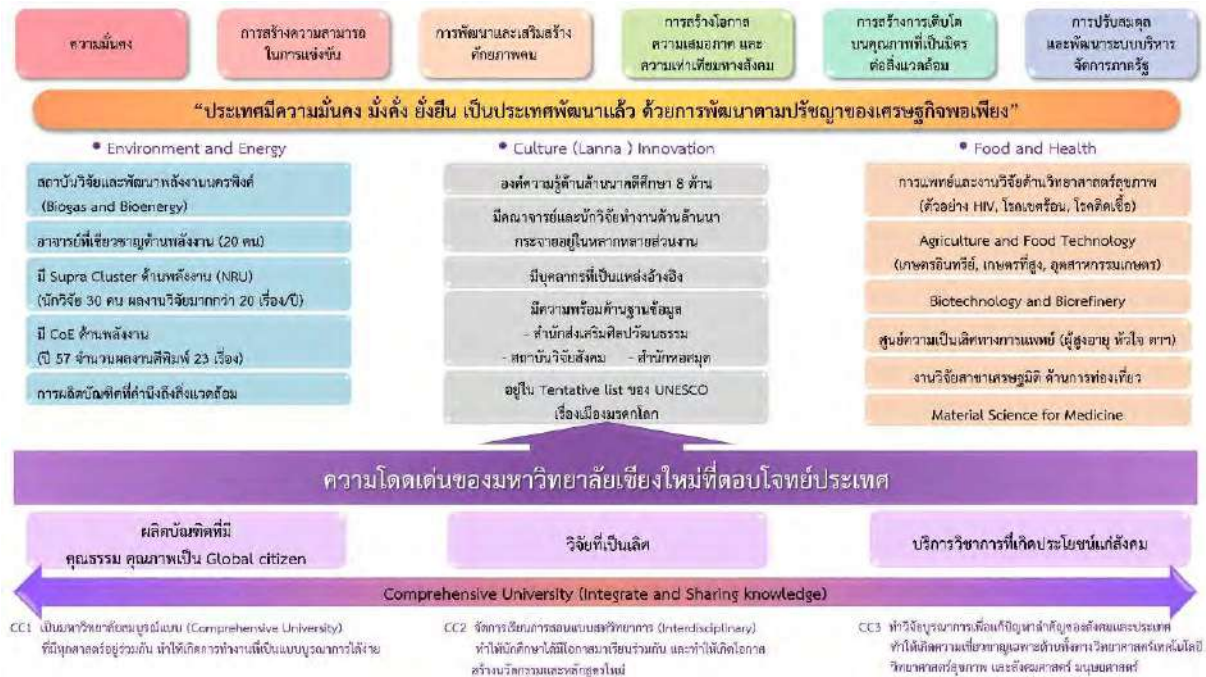 ความมั่นคง
การสร้างความสามารถ
ในการแข่งขัน
การพัฒนาและเสริมสร้าง
ศักยภาพคน
การสร้างโอกาส
ความเสมอภาค และ
ความเท่าเทียมทางสังคม
การสร้างการเติบโต
บนคุณภาพที่เป็นมิตร
ต่อสิ่งแวดล้อม
การปรับสมดุล
และพัฒนาระบบบริหาร
จัดการภาครัฐ
“ประเทศมีความมั่นคง มั่งคั่ง ยั่งยืน เป็นประเทศพัฒนาแล้ว ด้วยการพัฒนาตามปรัชญาของเศรษฐกิจพอเพียง”
• Environment and Energy
สถาบันวิจัยและพัฒนาพลังงานนครพิงค์
(Biogas and Bioenergy)
อาจารย์ที่เชี่ยวชาญด้านพลังงาน (20 คน)
มี Supra Cluster ด้านพลังงาน (NRU)
(นักวิจัย 30 คน ผลงานวิจัยมากกว่า 20 เรื่อง/ปี)
มี CoE ด้านพลังงาน
(ปี 57 จำนวนผลงานตีพิมพ์ 23 เรื่อง)
การผลิตบัณฑิตที่คำนึงถึงสิ่งแวดล้อม
• Culture (Lanna ) Innovation
องค์ความรู้ด้านล้านนาคดีศึกษา 8 ด้าน
มีคณาจารย์และนักวิจัยทำงานด้านล้านนา
กระจายอยู่ในหลากหลายส่วนงาน
มีบุคลากรที่เป็นแหล่งอ้างอิง
มีความพร้อมด้านฐานข้อมูล
- สำนักส่งเสริมศิลปวัฒนธรรม
- สถาบันวิจัยสังคม - สำนักหอสมุด
อยู่ใน Tentative list ของ UNESCO
เรื่องเมืองมรดกโลก
• Food and Health
การแพทย์และงานวิจัยด้านวิทยาศาสตร์สุขภาพ
(ตัวอย่าง HIV, โรคเขตร้อน, โรคติดเชื้อ)
Agriculture and Food Technology
(เกษตรอินทรีย์, เกษตรที่สูง, อุตสาหกรรมเกษตร)
Biotechnology and Biorefinery
ศูนย์ความเป็นเลิศทางการแพทย์ (ผู้สูงอายุ หัวใจ ตาฯ)
งานวิจัยสาขาเศรษฐมิติ ด้านการท่องเที่ยว
Material Science for Medicine
ความโดดเด่นของมหาวิทยาลัยเชียงใหม่ที่ตอบโจทย์ประเทศ
ผลิตบัณฑิตที่มี
คุณธรรม คุณภาพเป็น Global citizen
วิจัยที่เป็นเลิศ
บริการวิชาการที่เกิดประโยชน์แก่สังคม
Comprehensive University (Integrate and Sharing knowledge)
CC1 เป็นมหาวิทยาลัยสมบูรณ์แบบ (Comprehensive University)
ที่มีทุกศาสตร์อยู่ร่วมกัน ทำให้เกิดการทำงานที่เป็นแบบบูรณาการได้ง่าย
CC2 จัดการเรียนการสอนแบบสหวิทยาการ (Interdisciplinary)
ทำให้นักศึกษาได้มีโอกาสมาเรียนร่วมกัน และทำให้เกิดโอกาส
สร้างนวัตกรรมและหลักสูตรใหม่
CC3 ทำวิจัยบูรณาการเพื่อแก้ปัญหาสำคัญของสังคมและประเทศ
ทำให้เกิดความเชี่ยวชาญเฉพาะด้านทั้งทางวิทยาศาสตร์เทคโนโลยี
วิทยาศาสตร์สุขภาพ และสังคมศาสตร์ มนุษยศาสตร์